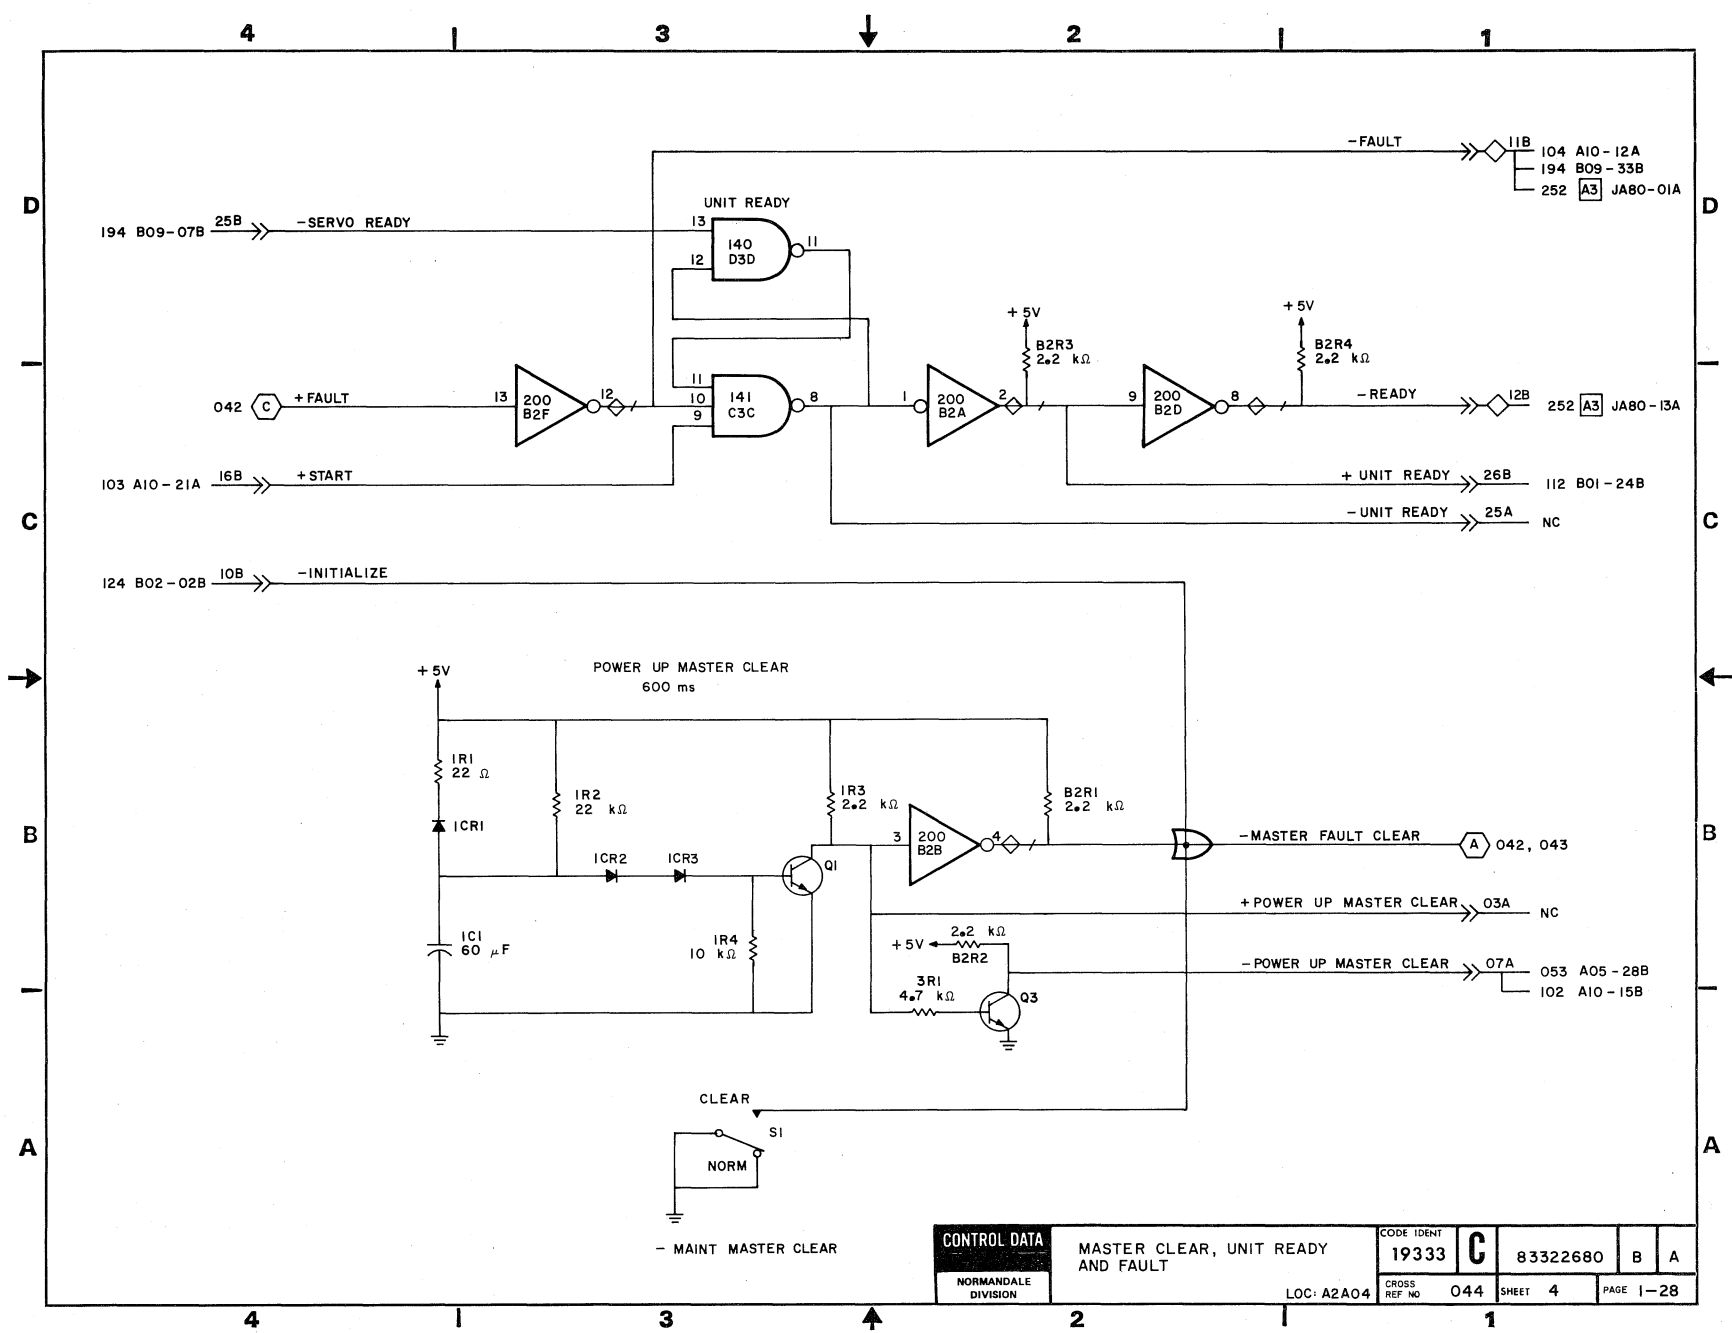 4 3 2 1
D
D
-FAULT
11B
104 A10-12A
194 B09-33B
252 A3 JA80-01A
UNIT READY
194 B09-07B 25B -SERVO READY
13
12
140
D3D
11
+5V
B2R3
2.2 kΩ
+5V
B2R4
2.2 kΩ
042 C +FAULT
13
200
B2F
12
11
10
9
141
C3C
8
1
200
B2A
2
9
200
B2D
8
-READY
12B
252 A3 JA80-13A
103 A10-21A 16B +START
+ UNIT READY 26B 112 B01-24B
C
-UNIT READY 25A NC
C
124 B02-02B 10B -INITIALIZE
+5V
POWER UP MASTER CLEAR
600 ms
1R1
22 Ω
1R2
22 kΩ
1R3
2.2 kΩ
B2R1
2.2 kΩ
B
1CR1
3
200
B2B
4
-MASTER FAULT CLEAR
A 042, 043
B
1CR2
1CR3
Q1
+POWER UP MASTER CLEAR 03A NC
1C1
60 μF
1R4
10 kΩ
2.2 kΩ
+5V
B2R2
-POWER UP MASTER CLEAR 07A
053 A05-28B
102 A10-15B
3R1
4.7 kΩ
Q3
CLEAR
S1
NORM
A
A
- MAINT MASTER CLEAR
CONTROL DATA
NORMANDALE
DIVISION
MASTER CLEAR, UNIT READY
AND FAULT
LOC: A2A04
CODE IDENT
19333
C
83322680
B
A
CROSS
REF NO 044
SHEET 4
PAGE 1-28
4 3 2 1